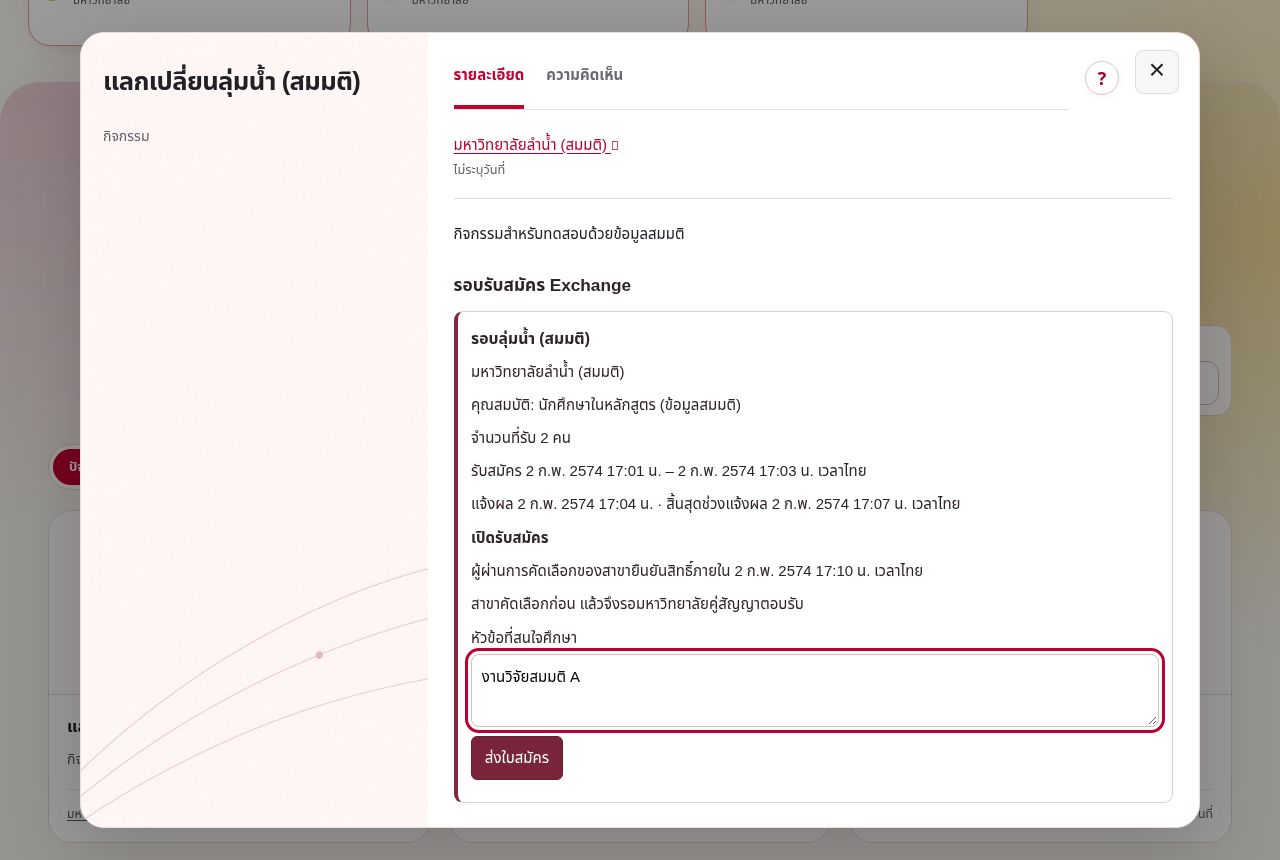 แลกเปลี่ยนลุ่มน้ำ (สมมติ)
กิจกรรม
รายละเอียด
ความคิดเห็น
?
✕
มหาวิทยาลัยลำน้ำ (สมมติ)
ไม่ระบุวันที่
กิจกรรมสำหรับทดสอบด้วยข้อมูลสมมติ
รอบรับสมัคร Exchange
รอบลุ่มน้ำ (สมมติ)
มหาวิทยาลัยลำน้ำ (สมมติ)
คุณสมบัติ: นักศึกษาในหลักสูตร (ข้อมูลสมมติ)
จำนวนที่รับ 2 คน
รับสมัคร 2 ก.พ. 2574 17:01 น. – 2 ก.พ. 2574 17:03 น. เวลาไทย
แจ้งผล 2 ก.พ. 2574 17:04 น. · สิ้นสุดช่วงแจ้งผล 2 ก.พ. 2574 17:07 น. เวลาไทย
เปิดรับสมัคร
ผู้ผ่านการคัดเลือกของสาขายืนยันสิทธิ์ภายใน 2 ก.พ. 2574 17:10 น. เวลาไทย
สาขาคัดเลือกก่อน แล้วจึงรอมหาวิทยาลัยคู่สัญญาตอบรับ
หัวข้อที่สนใจศึกษา
งานวิจัยสมมติ A
ส่งใบสมัคร